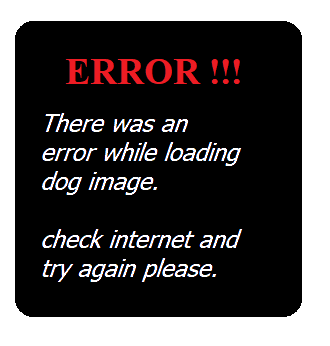 ERROR !!!
There was an
error while loading
dog image.
check internet and
try again please.